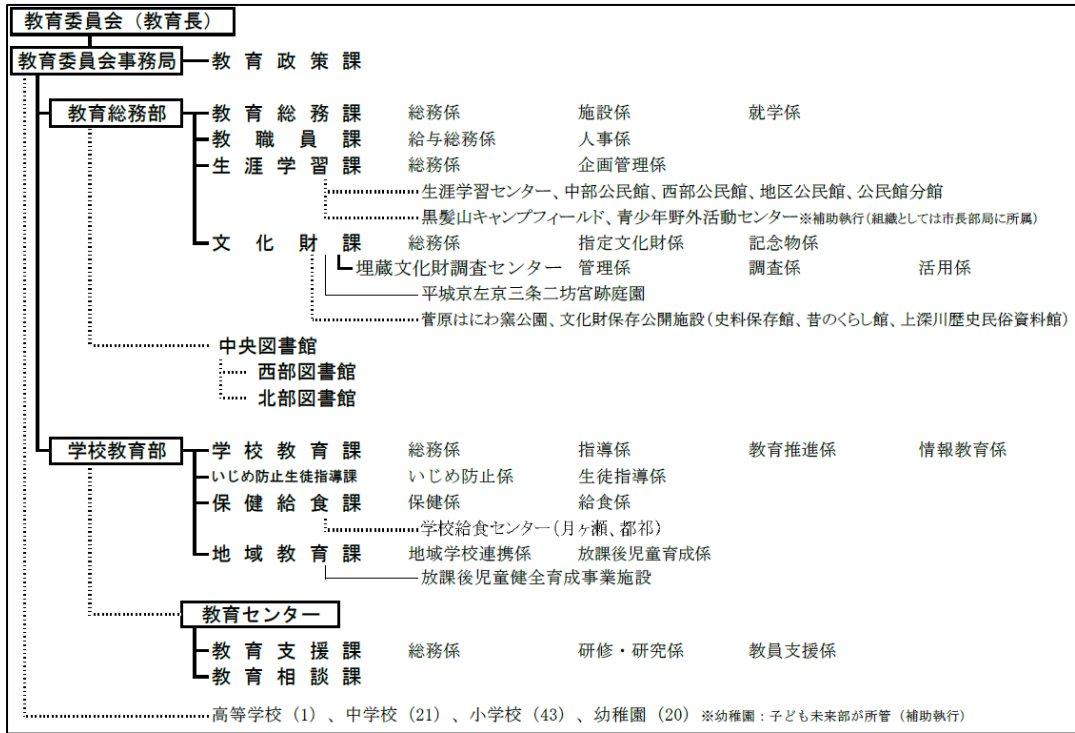 教育委員会（教育長）
教育委員会事務局 教育政策課
教育総務部 教育総務課 総務係 施設係 就学係
教職員課 給与総務係 人事係
生涯学習課 総務係 企画管理係
生涯学習センター、中部公民館、西部公民館、地区公民館、公民館分館
黒髪山キャンプフィールド、青少年野外活動センター※補助執行(組織としては市長部局に所属)
文化財課 総務係 指定文化財係 記念物係
埋蔵文化財調査センター 管理係 調査係 活用係
平城京左京三条二坊宮跡庭園
菅原はにわ窯公園、文化財保存公開施設(史料保存館、昔のくらし館、上深川歴史民俗資料館)
中央図書館
西部図書館
北部図書館
学校教育部 学校教育課 総務係 指導係 教育推進係 情報教育係
いじめ防止生徒指導課 いじめ防止係 生徒指導係
保健給食課 保健係 給食係
学校給食センター(月ヶ瀬、都祁)
地域教育課 地域学校連携係 放課後児童育成係
放課後児童健全育成事業施設
教育センター
教育支援課 総務係 研修・研究係 教員支援係
教育相談課
高等学校（1）、中学校（21）、小学校（43）、幼稚園（20）※幼稚園：子ども未来部が所管（補助執行）